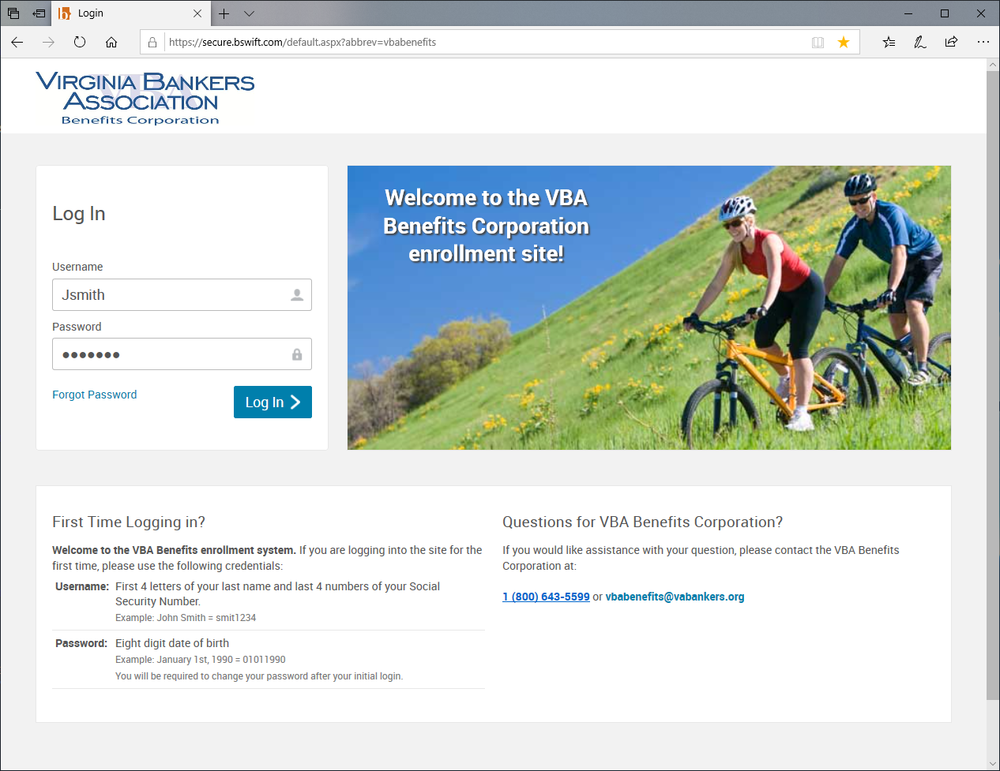 Login
https://secure.bswift.com/default.aspx?abbrev=vbabenefits
VBA
VIRGINIA BANKERS
ASSOCIATION
Benefits Corporation
Log In
Username
Jsmith
Password
●●●●●●●
Forgot Password
Log In
Welcome to the VBA
Benefits Corporation
enrollment site!
First Time Logging in?
Welcome to the VBA Benefits enrollment system. If you are logging into the site for the
first time, please use the following credentials:
Username: First 4 letters of your last name and last 4 numbers of your Social
Security Number.
Example: John Smith = smit1234
Password: Eight digit date of birth
Example: January 1st, 1990 = 01011990
You will be required to change your password after your initial login.
Questions for VBA Benefits Corporation?
If you would like assistance with your question, please contact the VBA Benefits
Corporation at:
1 (800) 643-5599 or vbabenefits@vabankers.org